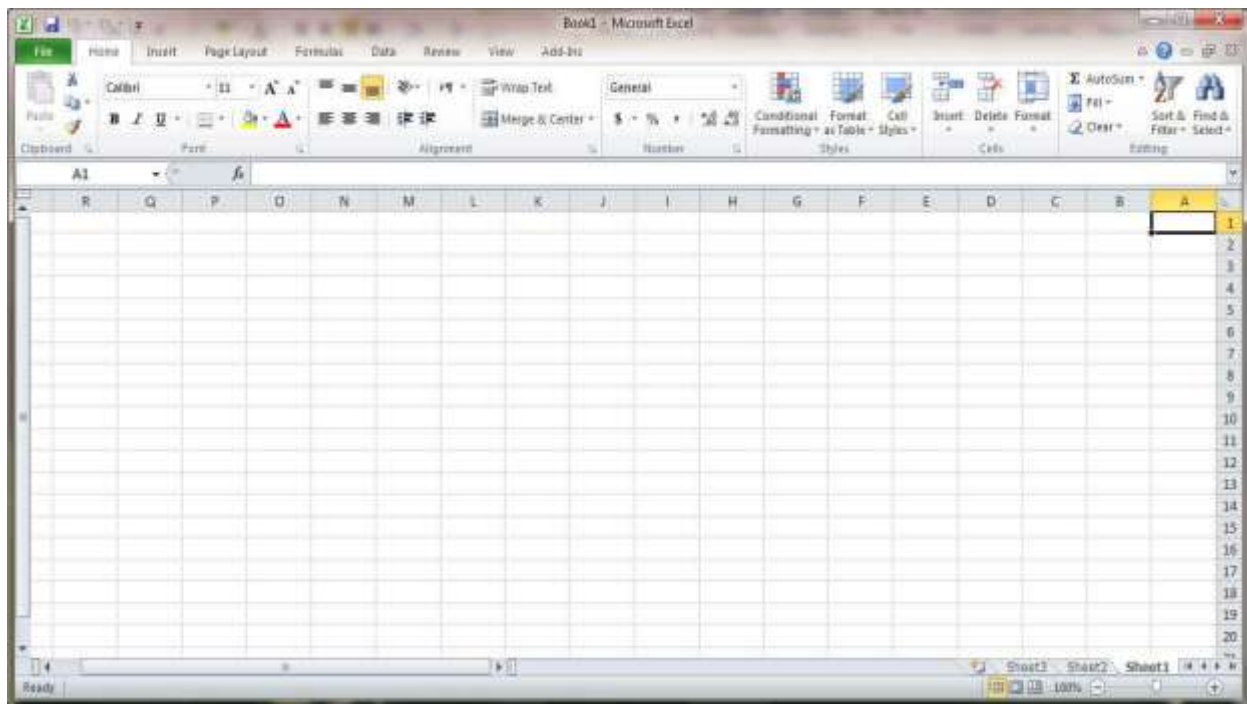 Book1 - Microsoft Excel
File Home Insert Page Layout Formulas Data Review View Add-Ins
Calibri 11 A A Wrap Text General Σ AutoSum
Paste B I U A Merge & Center $ % , Conditional Formatting Format as Table Cell Styles Insert Delete Format Fill Clear Sort & Filter Find & Select
Clipboard Font Alignment Number Styles Cells Editing
A1 fx
R Q P O N M L K J I H G F E D C B A
1
2
3
4
5
6
7
8
9
10
11
12
13
14
15
16
17
18
19
20
Sheet3 Sheet2 Sheet1
Ready 100%